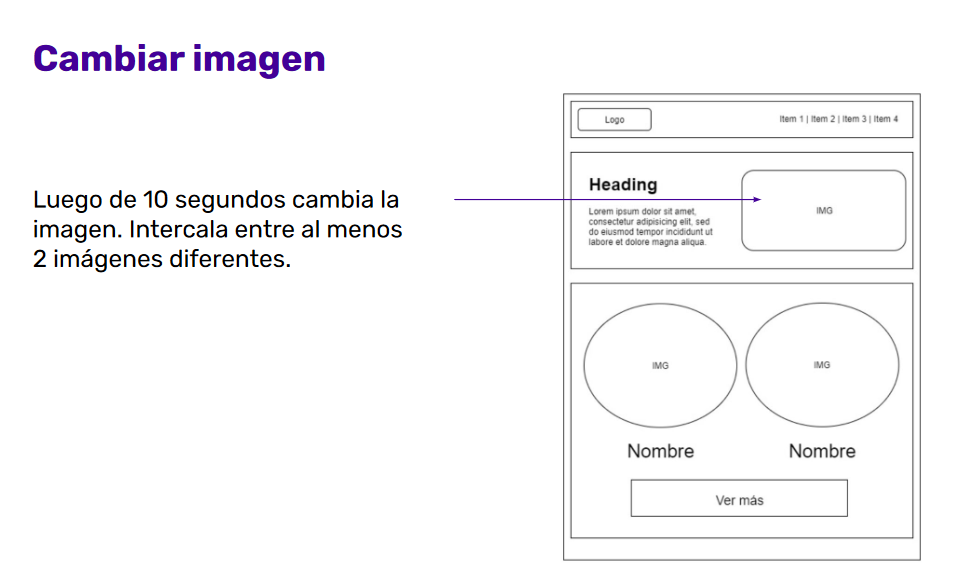 Cambiar imagen
Luego de 10 segundos cambia la
imagen. Intercala entre al menos
2 imágenes diferentes.
Logo
Item 1 | Item 2 | Item 3 | Item 4
Heading
Lorem ipsum dolor sit amet,
consectetur adipisicing elit, sed
do eiusmod tempor incididunt ut
labore et dolore magna aliqua.
IMG
IMG
IMG
Nombre
Nombre
Ver más